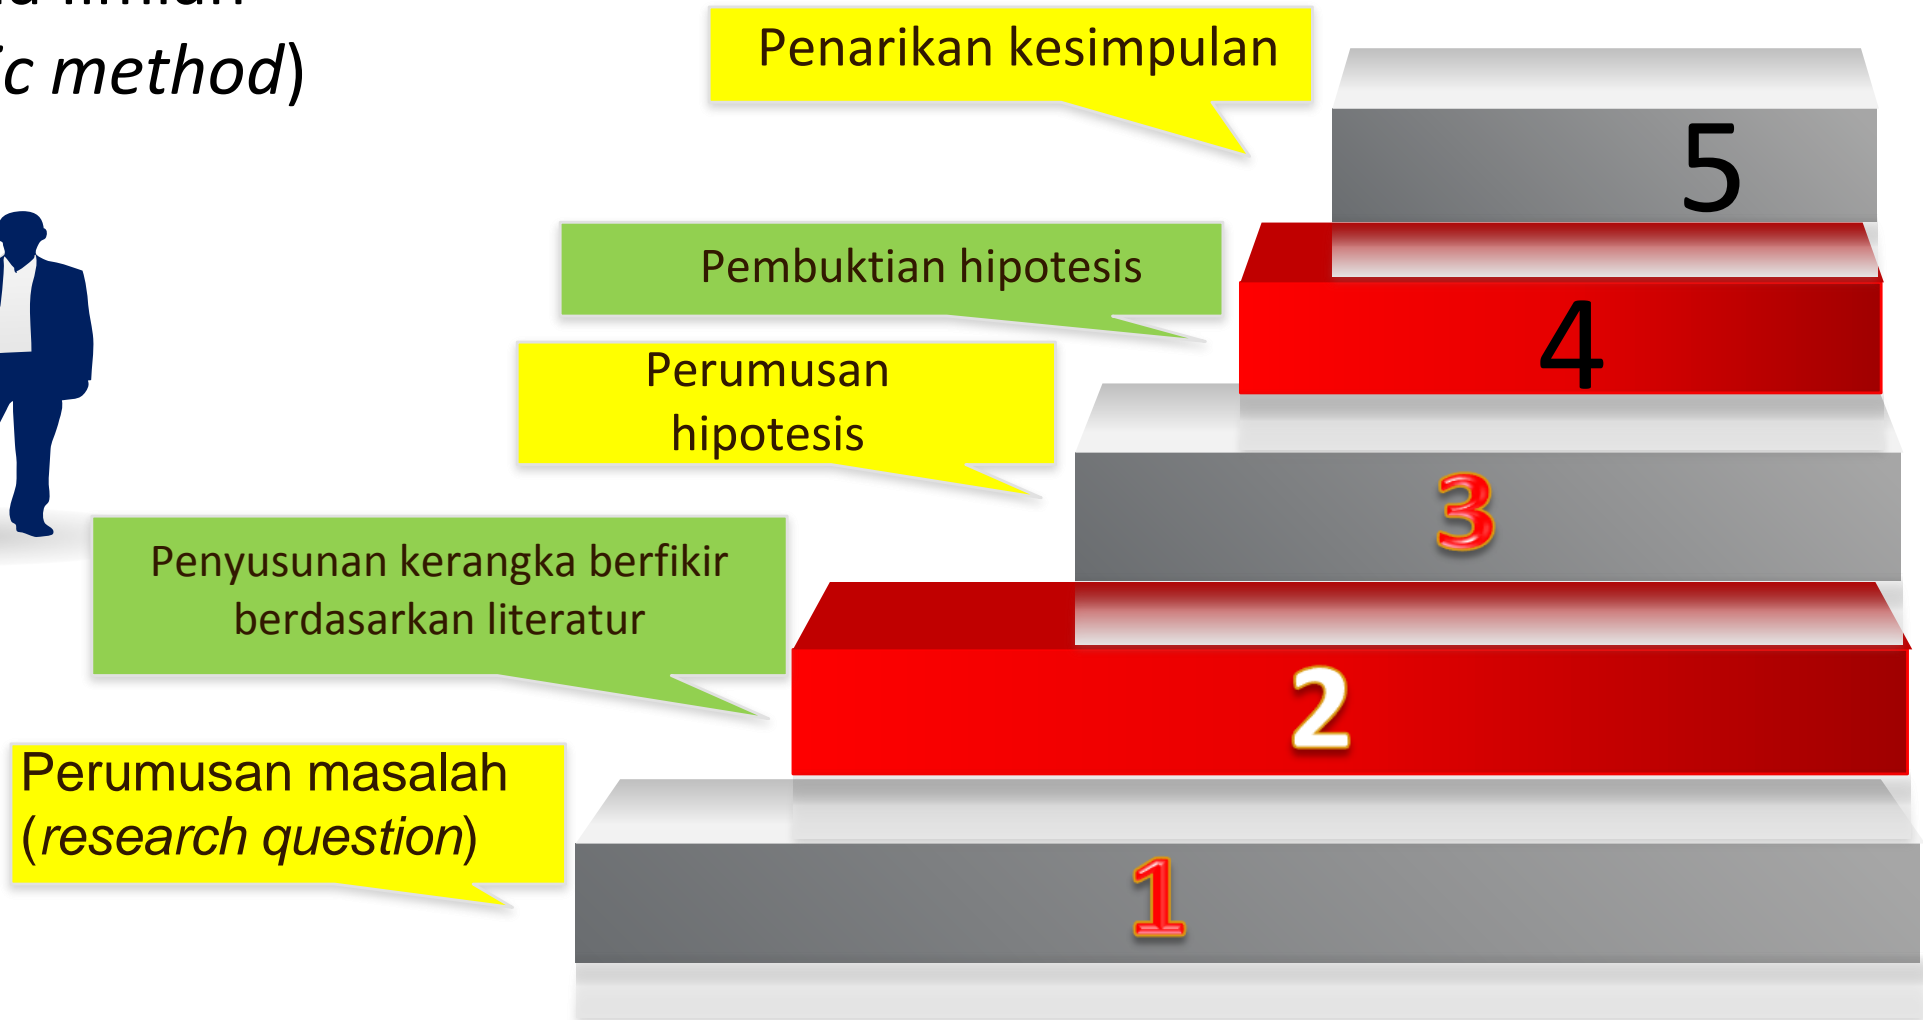 ic method)
Penarikan kesimpulan
5
Pembuktian hipotesis
4
Perumusan
hipotesis
3
Penyusunan kerangka berfikir
berdasarkan literatur
2
Perumusan masalah
(research question)
1